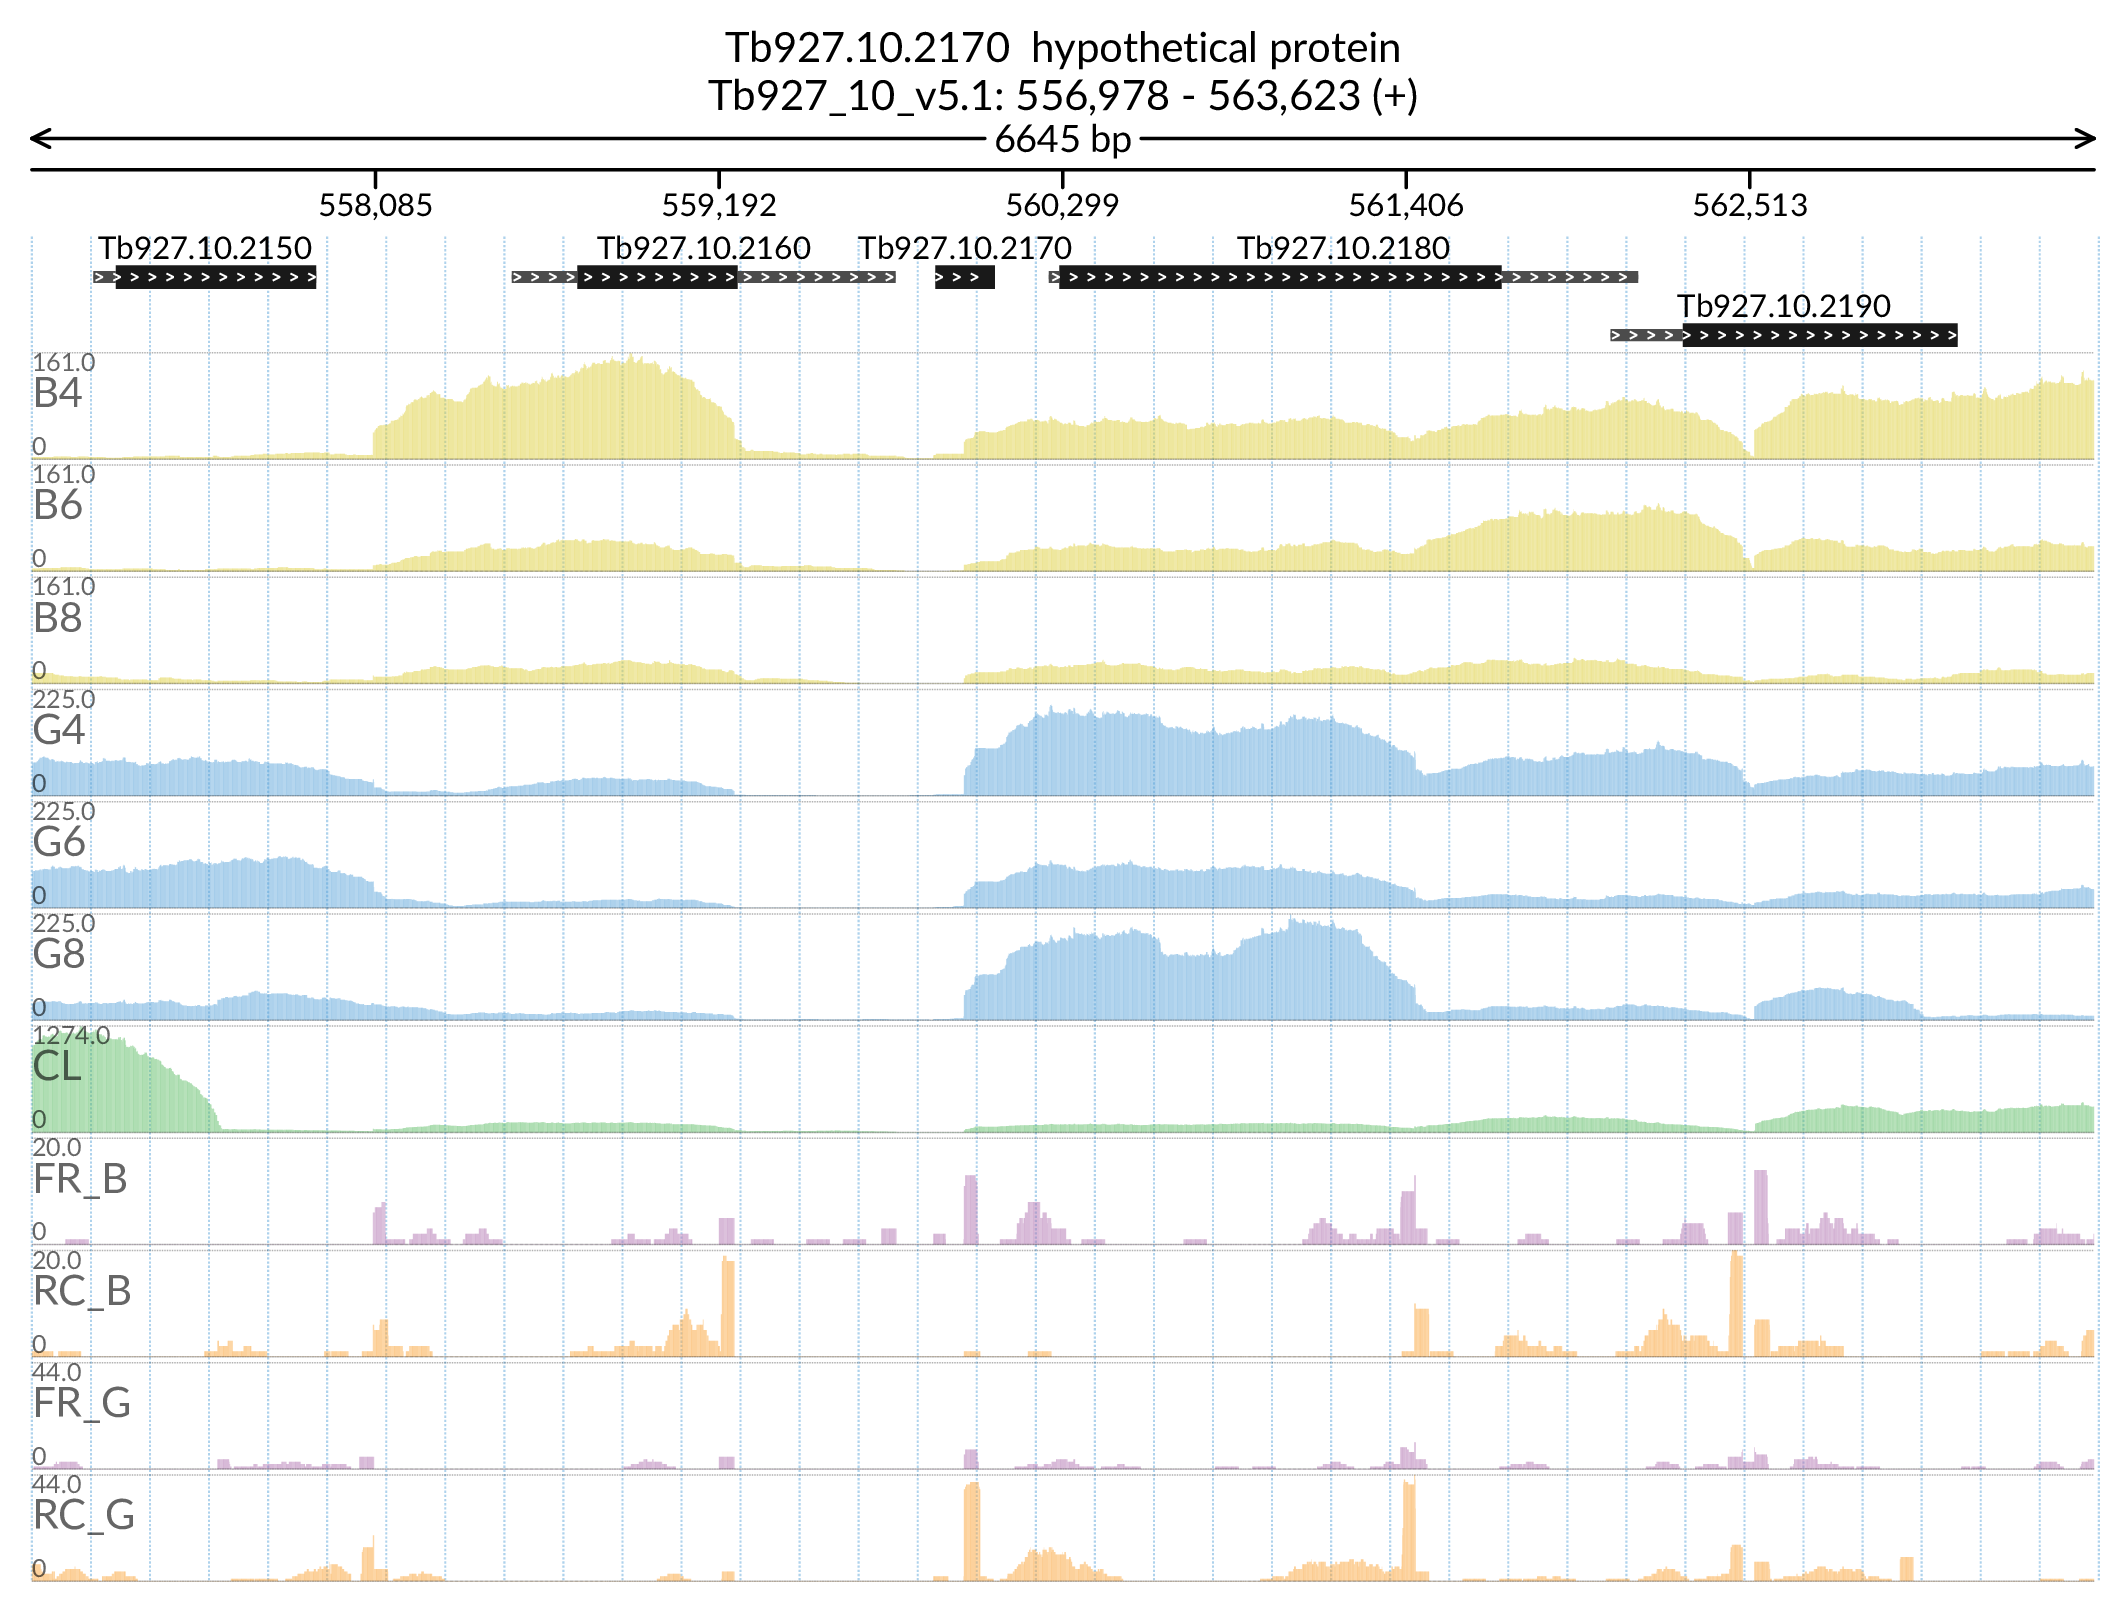 Tb927.10.2170 hypothetical protein
Tb927_10_v5.1: 556,978 - 563,623 (+)
6645 bp
558,085 559,192 560,299 561,406 562,513
Tb927.10.2150 Tb927.10.2160 Tb927.10.2170 Tb927.10.2180
Tb927.10.2190
161.0
B4
0
161.0
B6
0
161.0
B8
0
225.0
G4
0
225.0
G6
0
225.0
G8
0
1274.0
CL
0
20.0
FR_B
0
20.0
RC_B
0
44.0
FR_G
0
44.0
RC_G
0